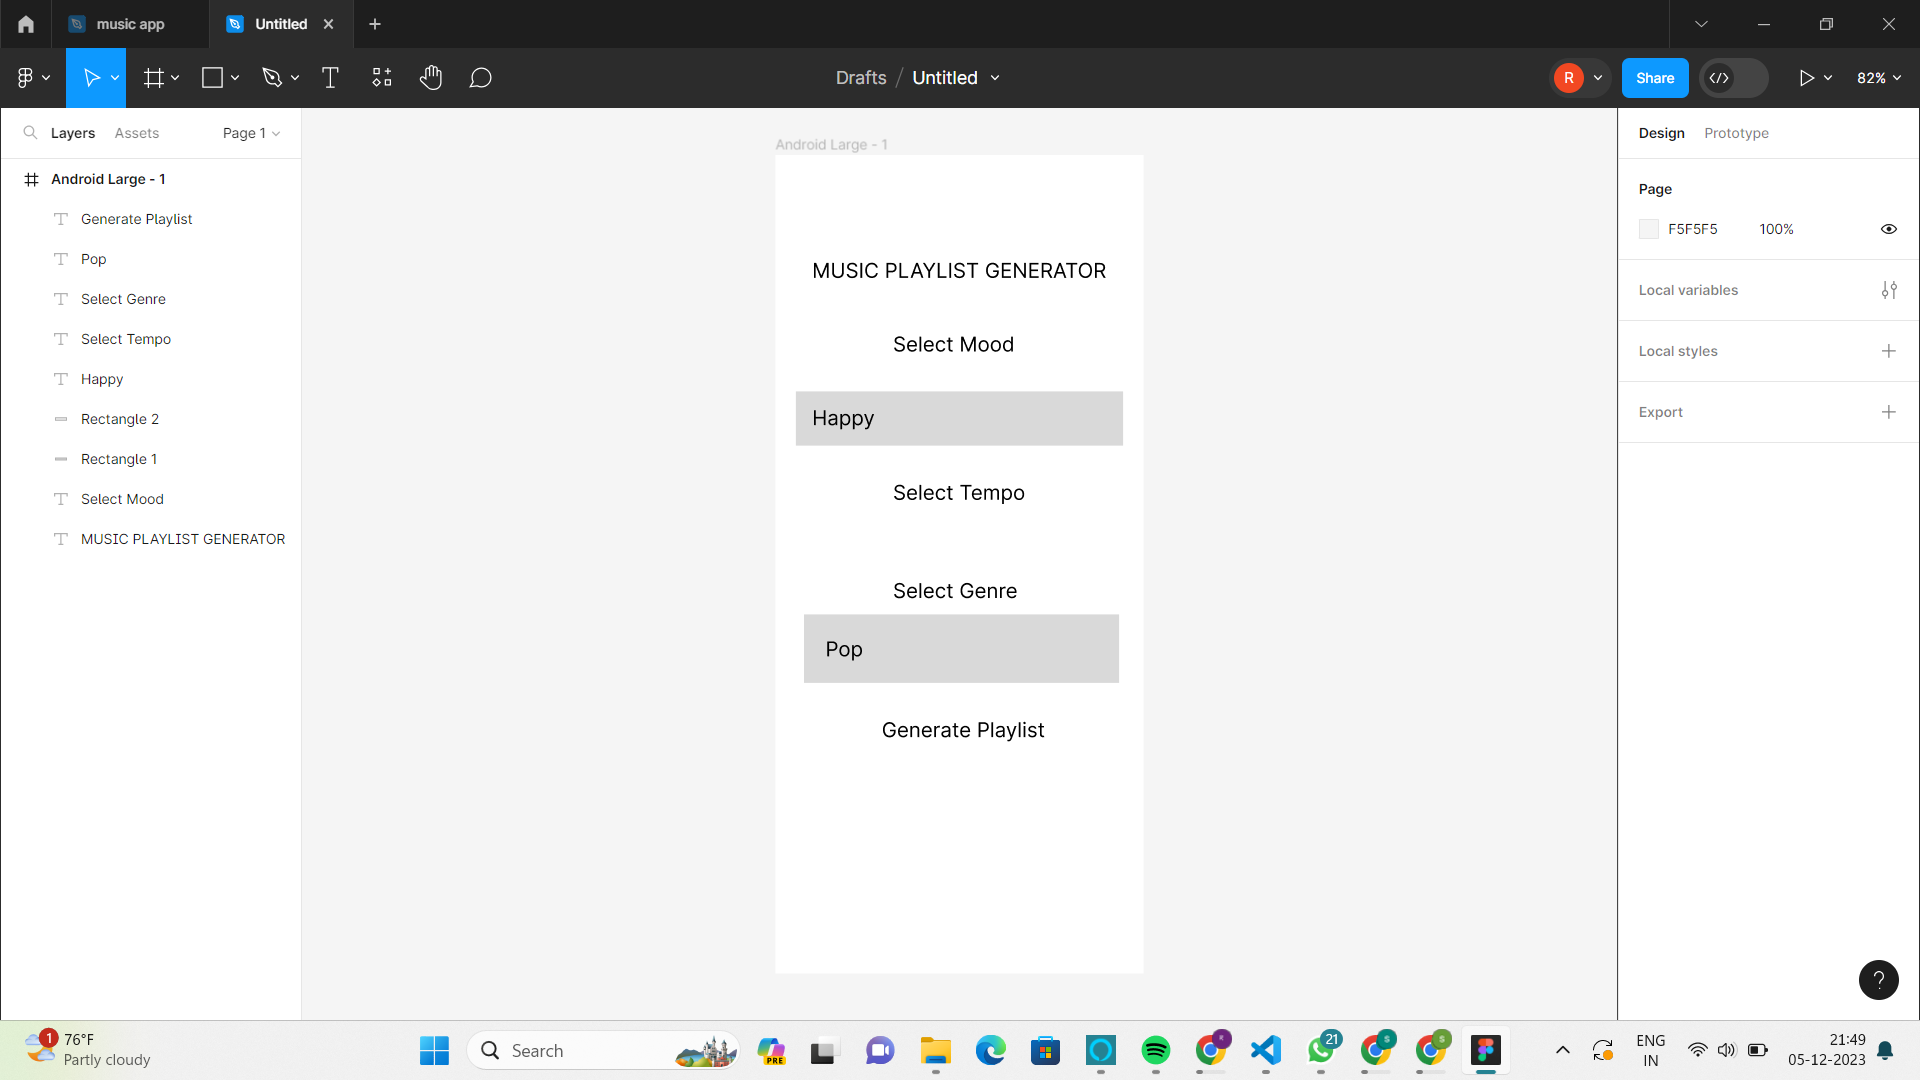 music app
Untitled
Drafts / Untitled
R
Share
82%
Layers
Assets
Page 1
Android Large - 1
Generate Playlist
Pop
Select Genre
Select Tempo
Happy
Rectangle 2
Rectangle 1
Select Mood
MUSIC PLAYLIST GENERATOR
Android Large - 1
MUSIC PLAYLIST GENERATOR
Select Mood
Happy
Select Tempo
Select Genre
Pop
Generate Playlist
Design
Prototype
Page
F5F5F5
100%
Local variables
Local styles
Export
?
1
76°F
Partly cloudy
Search
PRE
21
ENG
IN
21:49
05-12-2023